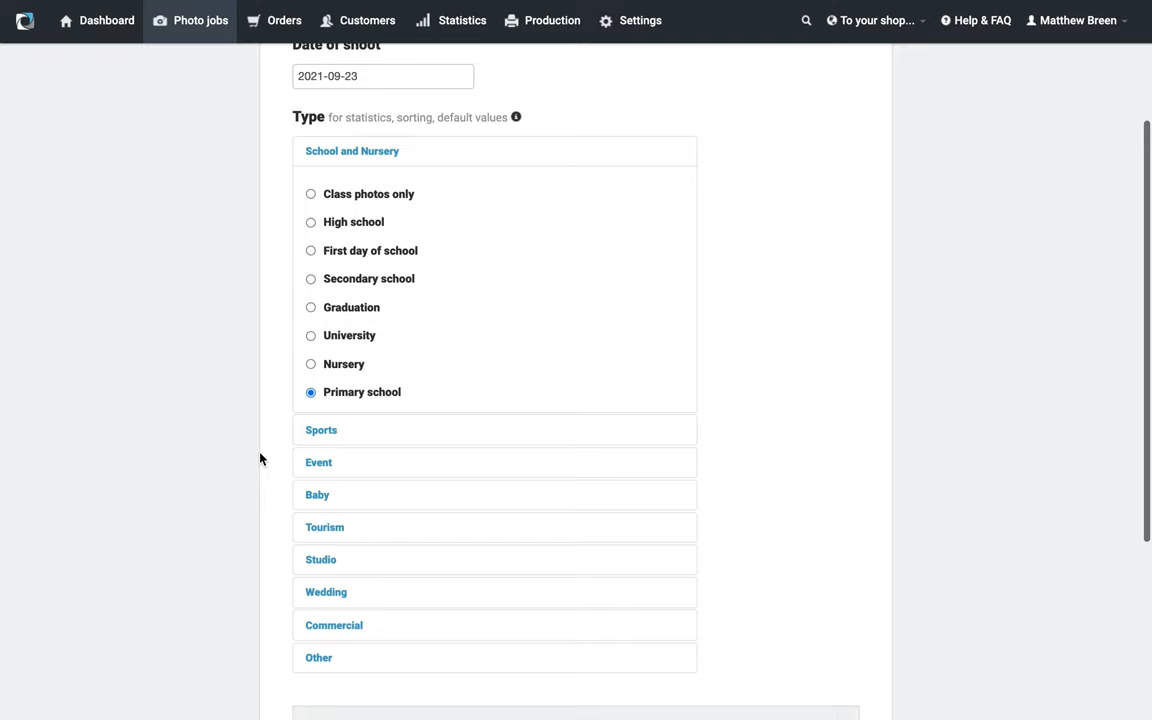 Dashboard
Photo jobs
Orders
Customers
Statistics
Production
Settings
To your shop...
Help & FAQ
Matthew Breen
Date of shoot
2021-09-23
Type for statistics, sorting, default values
School and Nursery
Class photos only
High school
First day of school
Secondary school
Graduation
University
Nursery
Primary school
Sports
Event
Baby
Tourism
Studio
Wedding
Commercial
Other